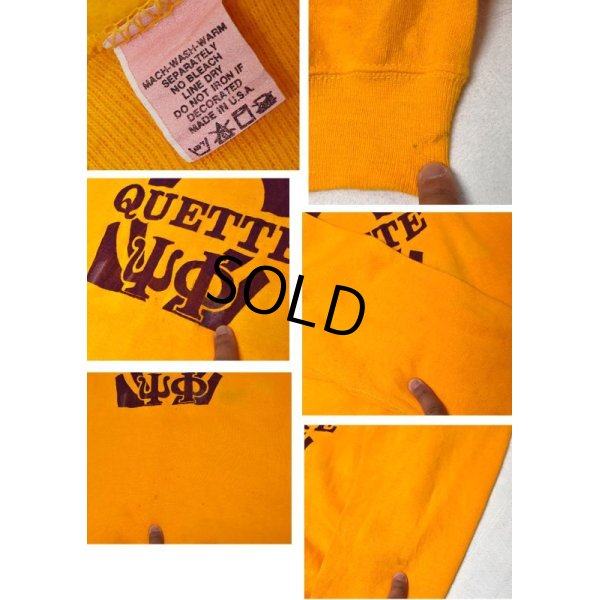 MACH-WASH-WARM
SEPARATELY
NO BLEACH
LINE DRY
DO NOT IRON IF
DECORATED
MADE IN U.S.A.
QUETTE
ΨΦ
ETTE
SOLD
ΨΦ
TE